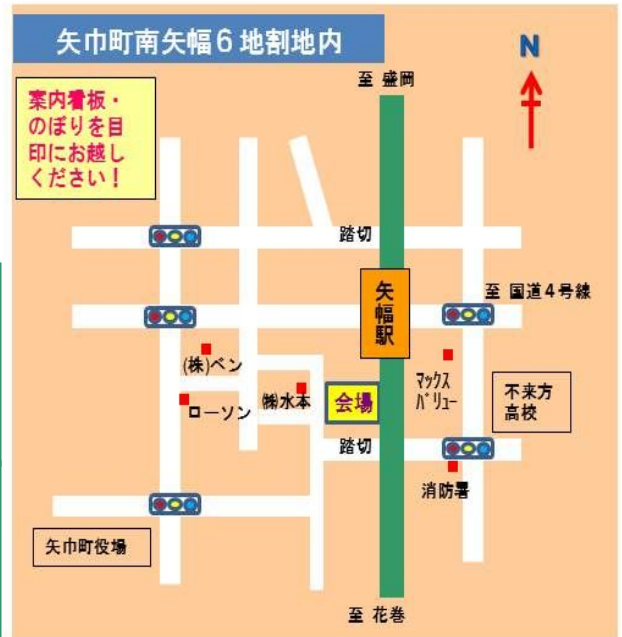 矢巾町南矢幅6地割地内
N
至 盛岡
案内看板・
のぼりを目
印にお越し
ください!
踏切
矢幅駅
至 国道4号線
(株)ベン
マックス
バリュー
不来方
高校
㈱水本
会場
ローソン
踏切
消防署
矢巾町役場
至 花巻